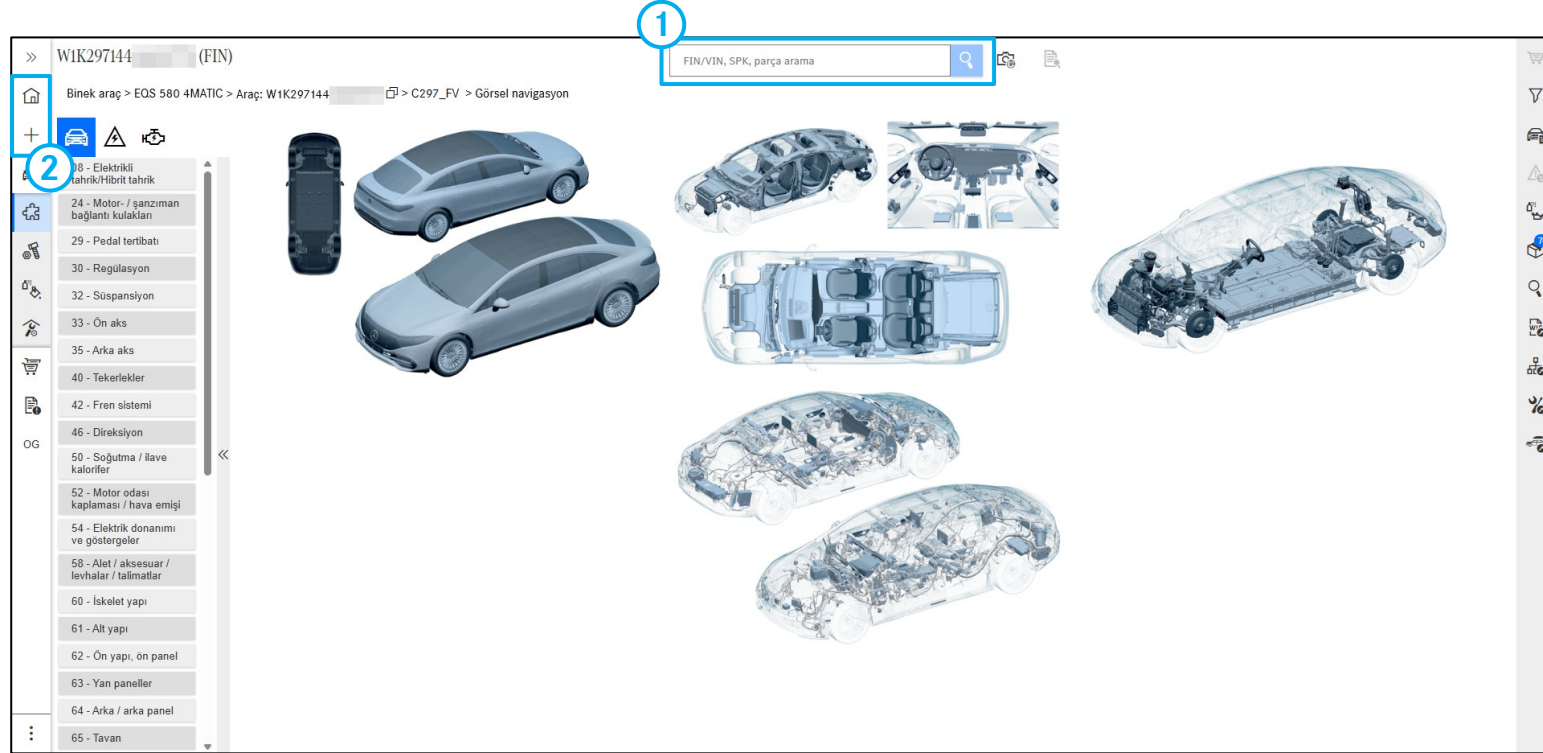 1
W1K297144 (FIN)
FIN/VIN, SPK, parça arama
Binek araç > EQS 580 4MATIC > Araç: W1K297144 > C297_FV > Görsel navigasyon
2
08 - Elektrikli
tahrik/Hibrit tahrik
24 - Motor- / şanzıman
bağlantı kulakları
29 - Pedal tertibatı
30 - Regülasyon
32 - Süspansiyon
33 - Ön aks
35 - Arka aks
40 - Tekerlekler
42 - Fren sistemi
46 - Direksiyon
50 - Soğutma / ilave
kalorifer
52 - Motor odası
kaplaması / hava emişi
54 - Elektrik donanımı
ve göstergeler
58 - Alet / aksesuar /
levhalar / talimatlar
60 - İskelet yapı
61 - Alt yapı
62 - Ön yapı, ön panel
63 - Yan paneller
64 - Arka / arka panel
65 - Tavan
OG